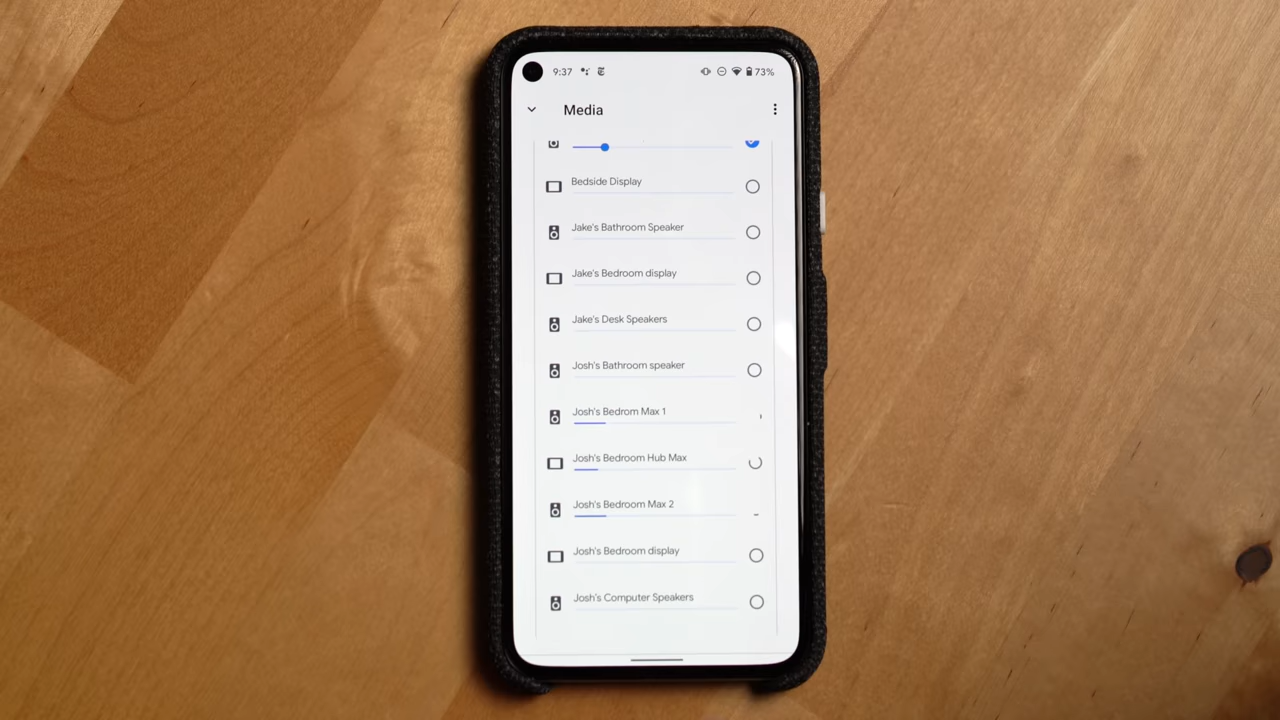 9:37 73%
Media
Bedside Display
Jake's Bathroom Speaker
Jake's Bedroom display
Jake's Desk Speakers
Josh's Bathroom speaker
Josh's Bedrom Max 1
Josh's Bedroom Hub Max
Josh's Bedroom Max 2
Josh's Bedroom display
Josh's Computer Speakers